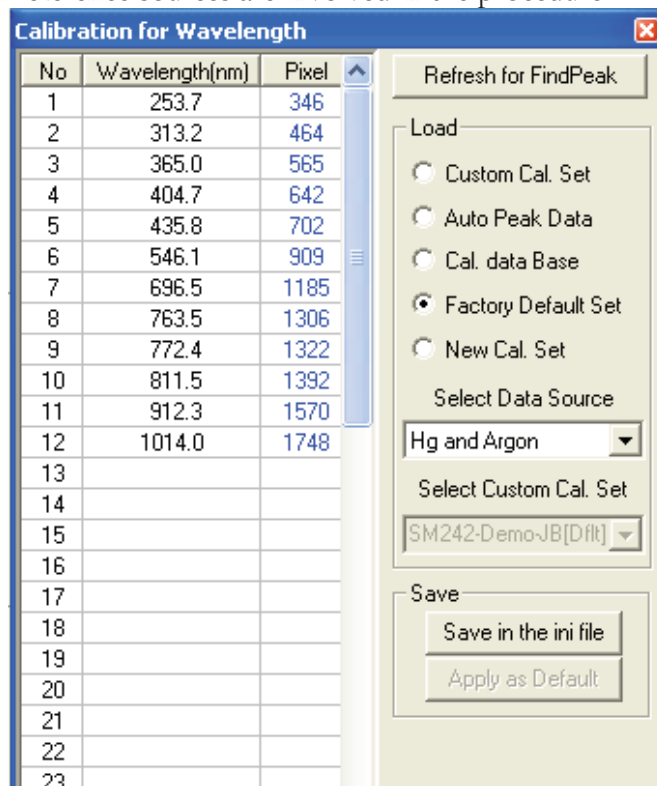 Calibration for Wavelength
No Wavelength(nm) Pixel
1 253.7 346
2 313.2 464
3 365.0 565
4 404.7 642
5 435.8 702
6 546.1 909
7 696.5 1185
8 763.5 1306
9 772.4 1322
10 811.5 1392
11 912.3 1570
12 1014.0 1748
13
14
15
16
17
18
19
20
21
22
23
Refresh for FindPeak
Load
Custom Cal. Set
Auto Peak Data
Cal. data Base
Factory Default Set
New Cal. Set
Select Data Source
Hg and Argon
Select Custom Cal. Set
SM242-Demo-JB[Dflt]
Save
Save in the ini file
Apply as Default